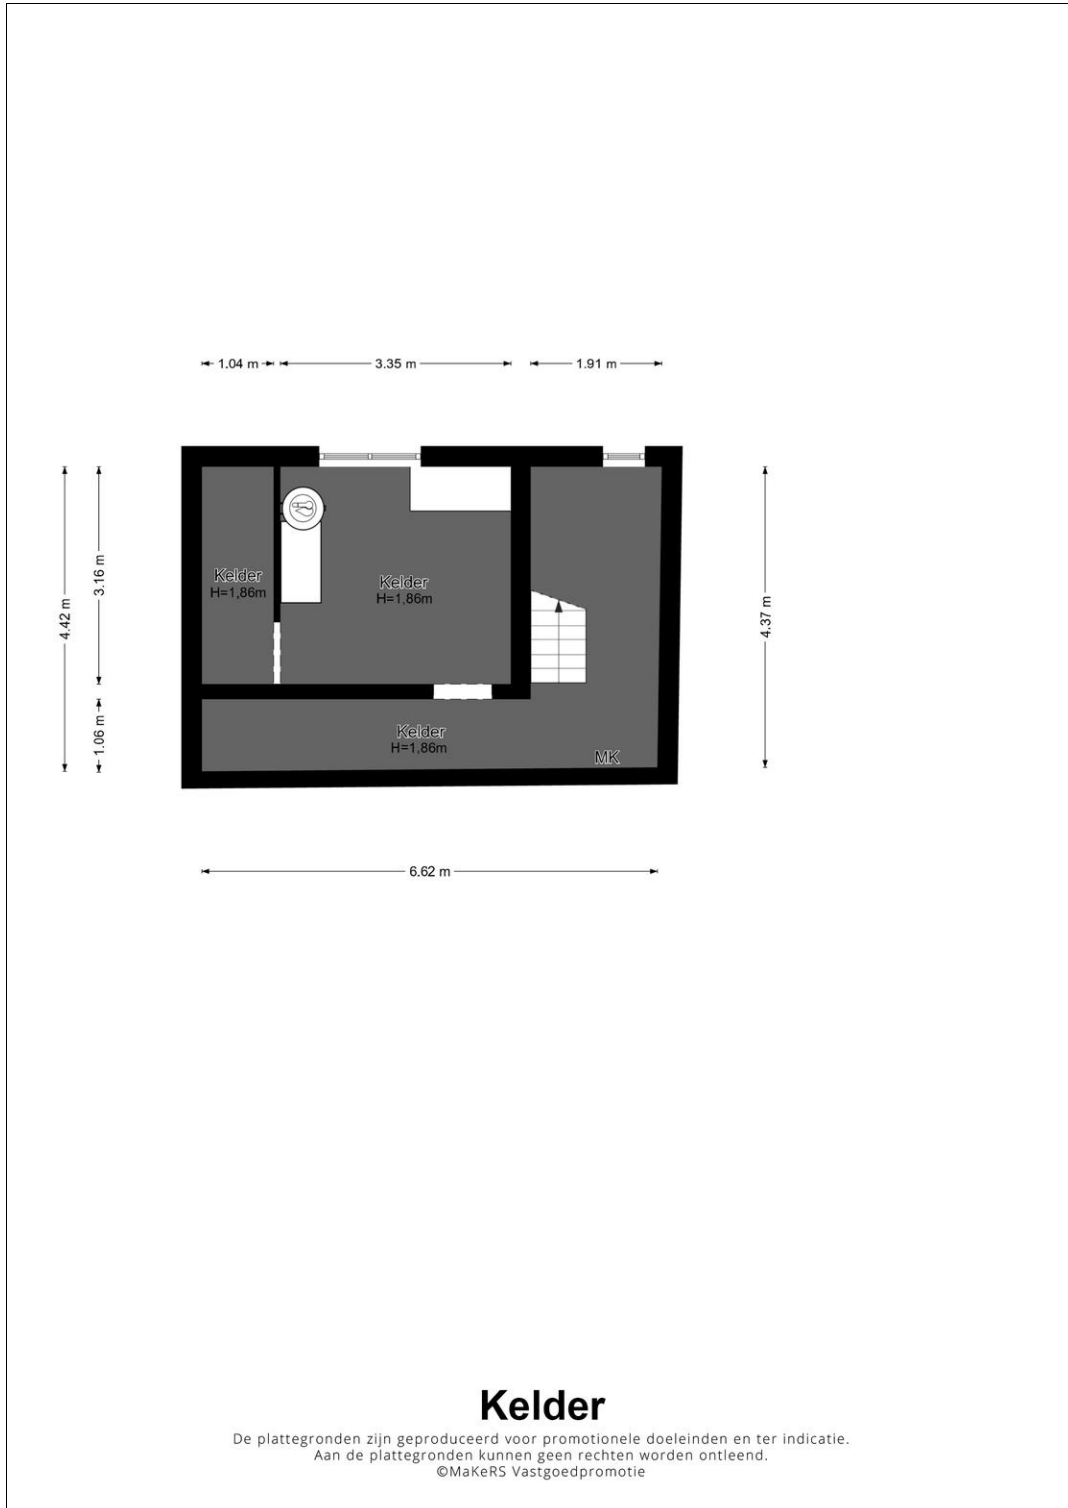 1.04 m
3.35 m
1.91 m
3.16 m
4.42 m
4.37 m
Kelder
H=1,86m
Kelder
H=1,86m
1.06 m
Kelder
H=1,86m
MK
6.62 m
Kelder
De plattegronden zijn geproduceerd voor promotionele doeleinden en ter indicatie.
Aan de plattegronden kunnen geen rechten worden ontleend.
©MaKeRS Vastgoedpromotie